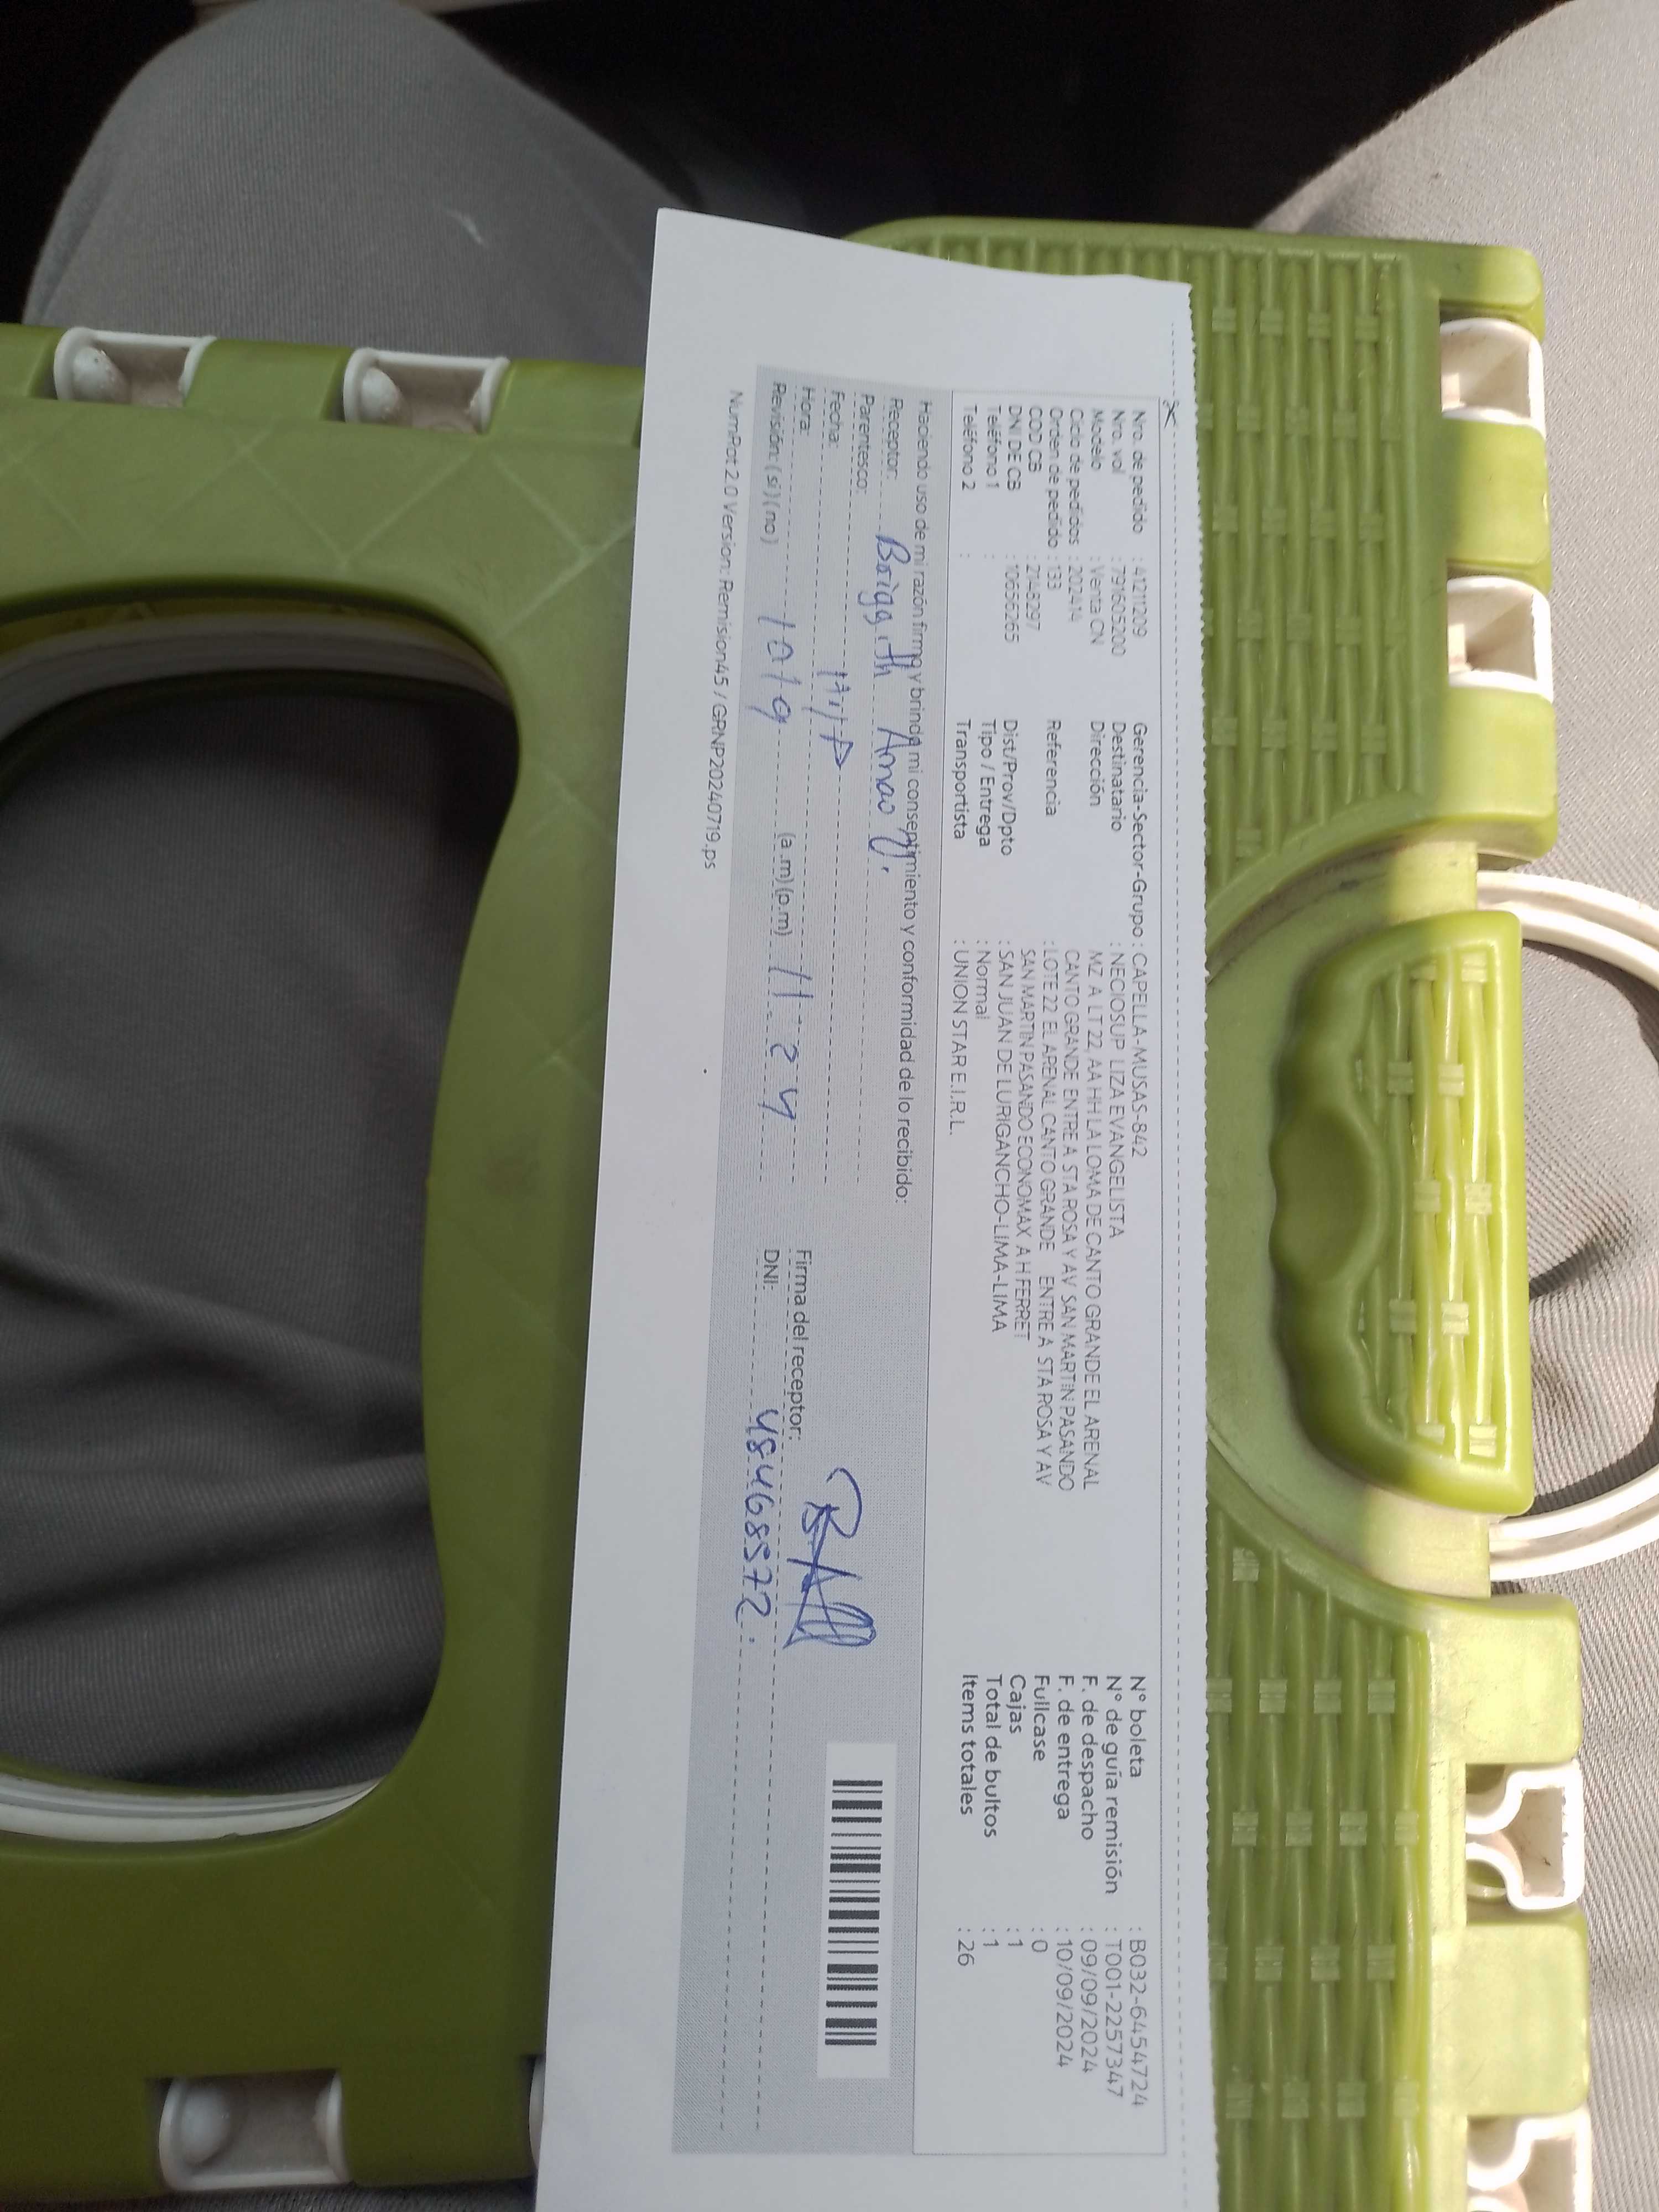 Nro. de pedido : 41211209
Nro. vol : 791605200
Modelo : Venta CN
Ciclo de pedidos : 202414
Orden de pedido : 133
COD CB : 2148297
DNI DE CB : 10656265
Teléfono 1 :
Teléfono 2 :
Gerencia-Sector-Grupo : CAPELLA-MUSAS-842
Destinatario : NECIOSUP LIZA EVANGELISTA
Dirección MZ A LT 22, AA HH LA LOMA DE CANTO GRANDE EL ARENAL
CANTO GRANDE ENTRE A STA ROSA Y AV SAN MARTIN PASANDO
Referencia : LOTE 22 EL ARENAL CANTO GRANDE ENTRE A STA ROSA Y AV
SAN MARTIN PASANDO ECONOMAX A H FERRET
Dist/Prov/Dpto : SAN JUAN DE LURIGANCHO-LIMA-LIMA
Tipo / Entrega : Normal
Transportista : UNION STAR E.I.R.L.
N° boleta : B032-6454724
N° de guía remisión : T001-2257347
F. de despacho : 09/09/2024
F. de entrega : 10/09/2024
Fullcase : 0
Cajas : 1
Total de bultos : 1
Items totales : 26
Haciendo uso de mi razón firma y brinda mi consentimiento y conformidad de lo recibido:
Receptor: Briggith Arnao
Parentesco:
Fecha:
Hora: (a.m) (p.m) 11:24
Revisión: ( si ) ( no )
Firma del receptor:
DNI: 48468572.
NumPot 2.0 Version: Remision45 / GRNP20240719.ps